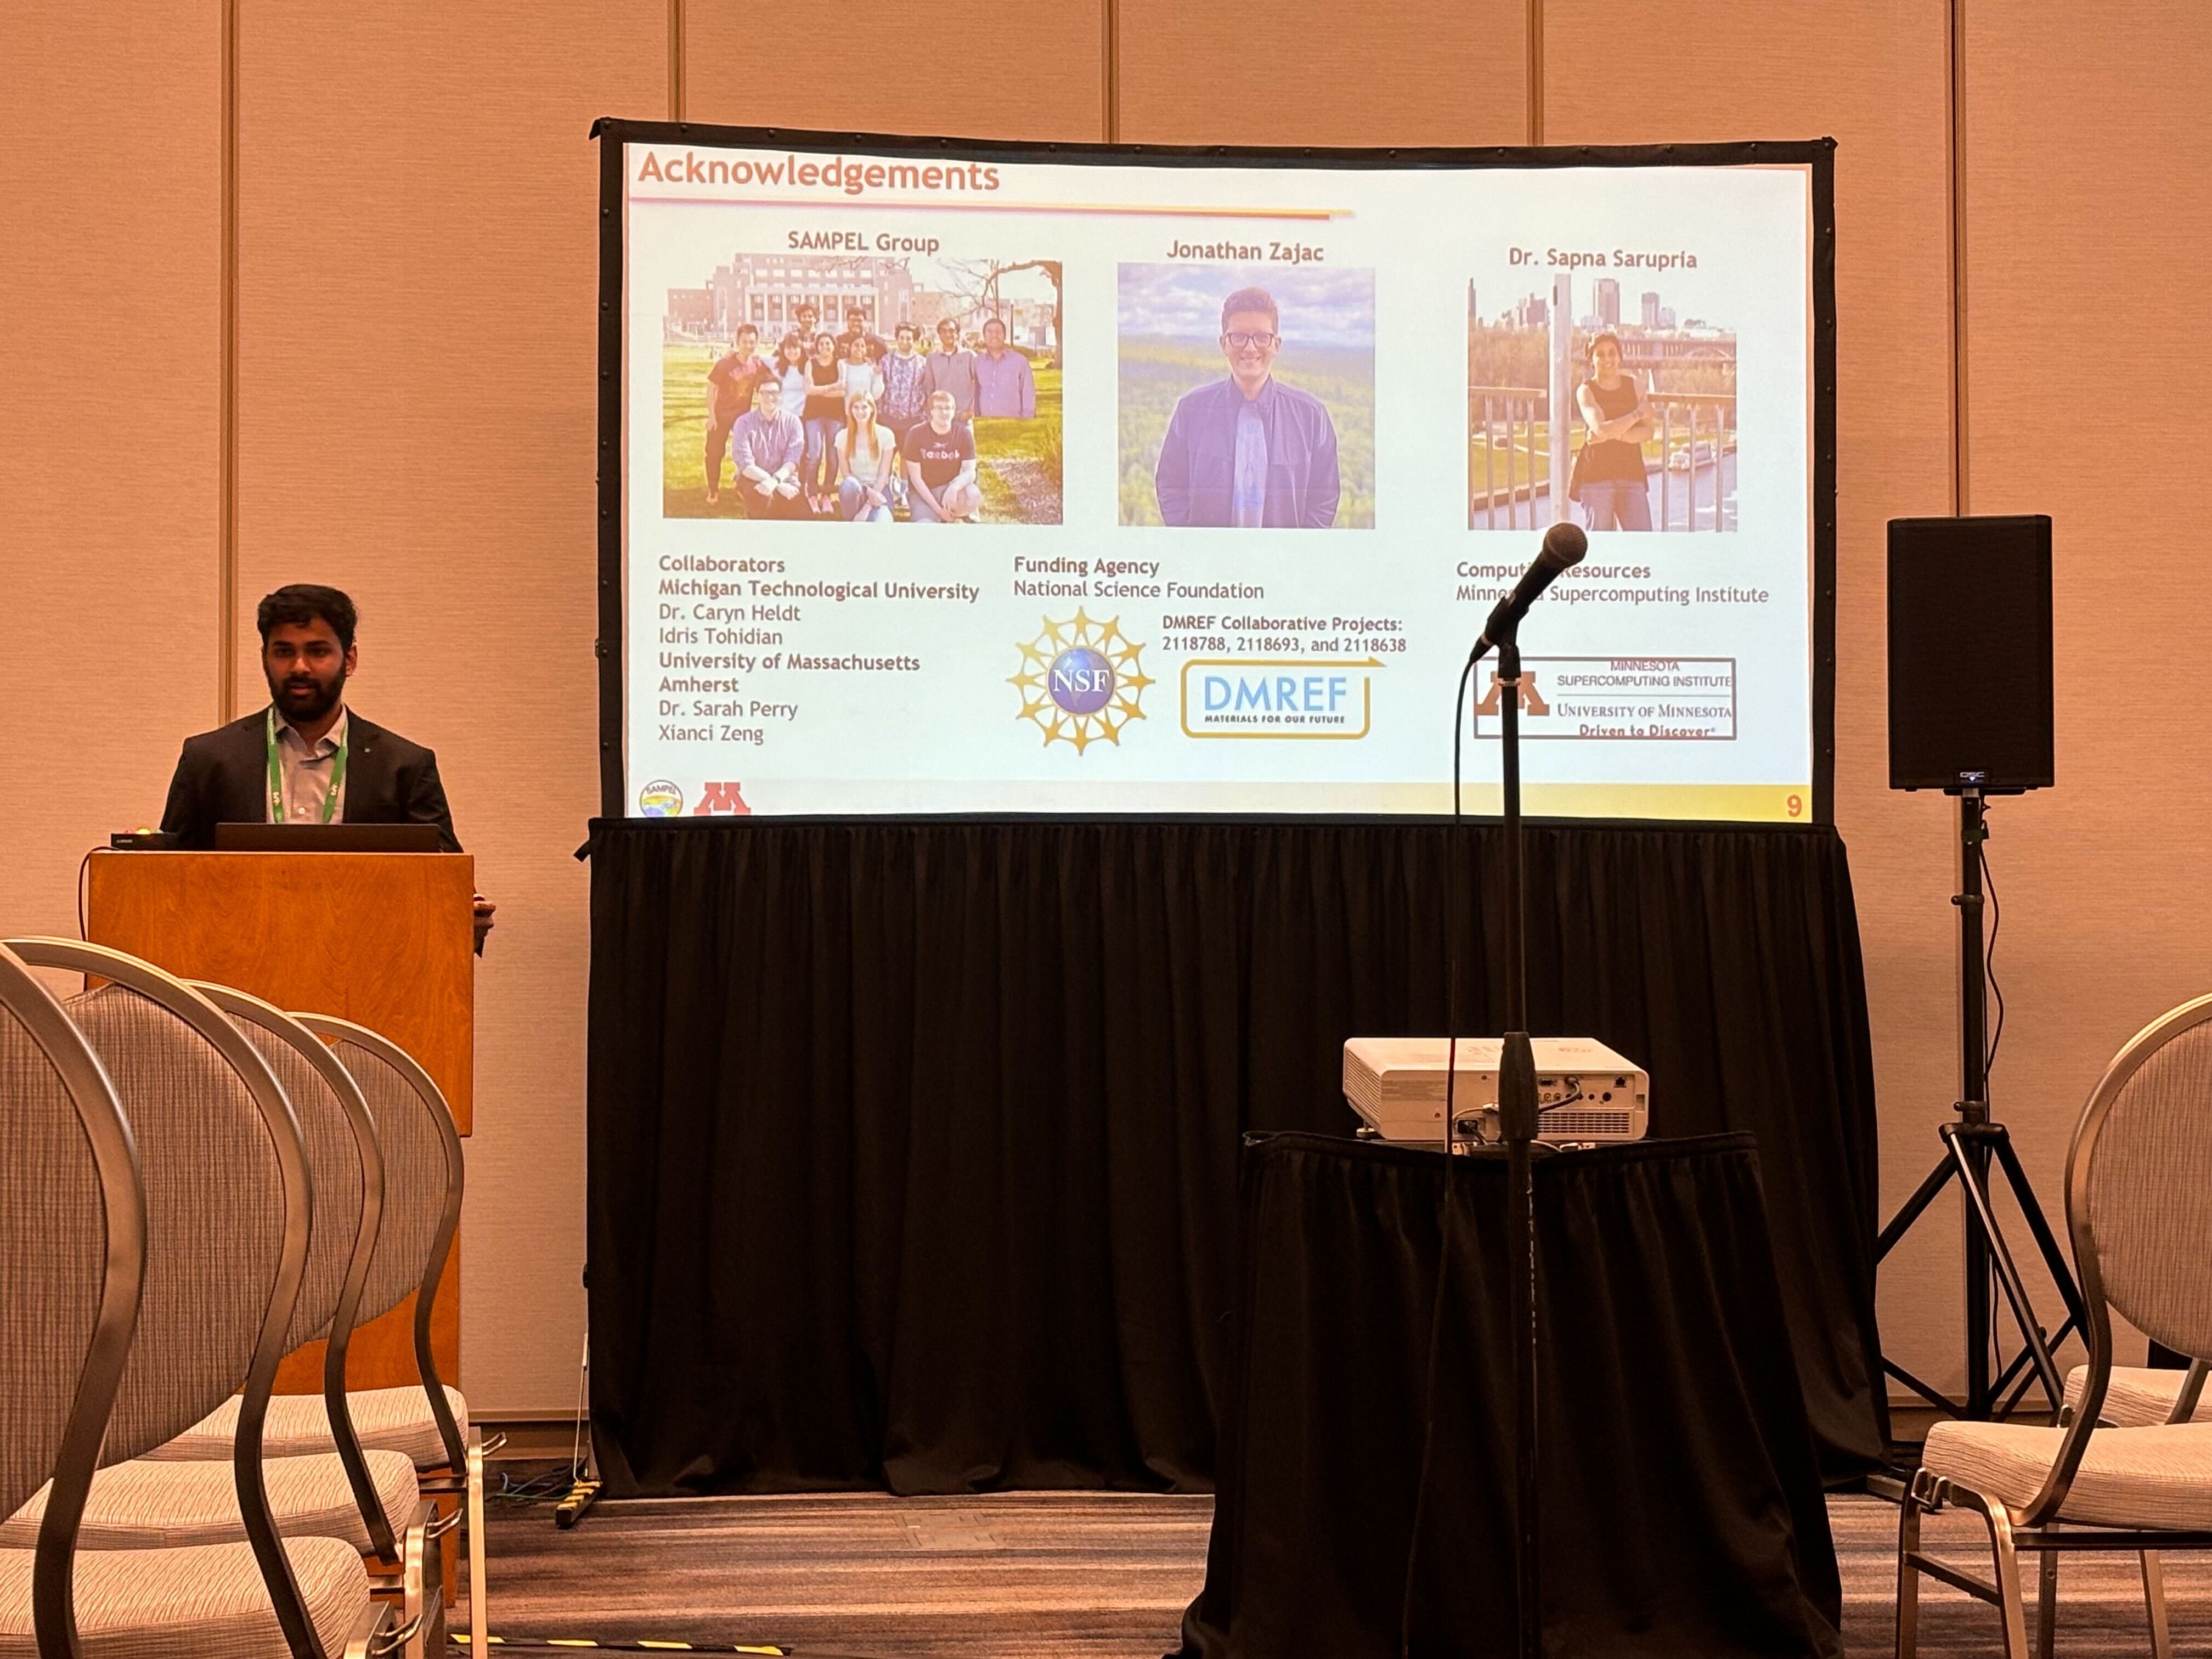 Acknowledgements
SAMPEL Group
Jonathan Zajac
Dr. Sapna Sarupria
Reebok
Collaborators
Michigan Technological University
Dr. Caryn Heldt
Idris Tohidian
University of Massachusetts
Amherst
Dr. Sarah Perry
Xianci Zeng
Funding Agency
National Science Foundation
NSF
DMREF Collaborative Projects:
2118788, 2118693, and 2118638
DMREF
MATERIALS FOR OUR FUTURE
Resources
Supercomputing Institute
M
MINNESOTA
SUPERCOMPUTING INSTITUTE
UNIVERSITY OF MINNESOTA
Driven to Discover
SAMPEL
M
9
QSC